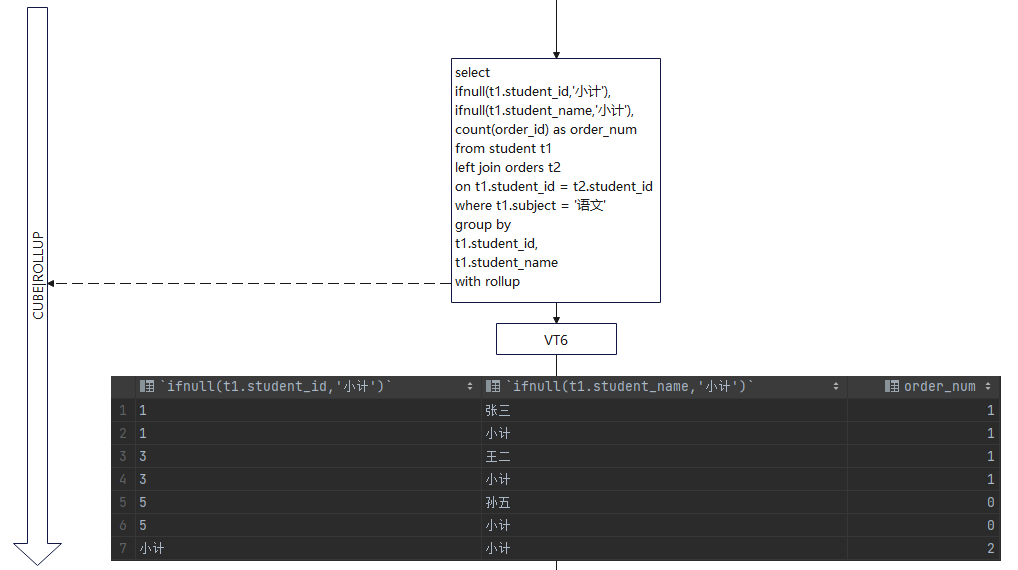 CUBE|ROLLUP
select
ifnull(t1.student_id,'小计'),
ifnull(t1.student_name,'小计'),
count(order_id) as order_num
from student t1
left join orders t2
on t1.student_id = t2.student_id
where t1.subject = '语文'
group by
t1.student_id,
t1.student_name
with rollup
VT6
`ifnull(t1.student_id,'小计')` `ifnull(t1.student_name,'小计')` order_num
1 1 张三 1
2 1 小计 1
3 3 王二 1
4 3 小计 1
5 5 孙五 0
6 5 小计 0
7 小计 小计 2